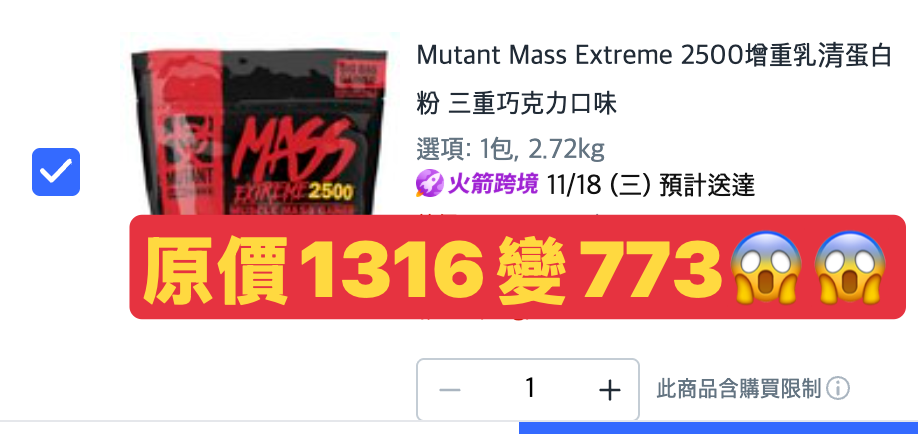 Mutant Mass Extreme 2500增重乳清蛋白
粉 三重巧克力口味
選項: 1包, 2.72kg
火箭跨境 11/18 (三) 預計送達
MUTANT
MASS
EXTREME 2500
原價1316變773😱😱
1
此商品含購買限制